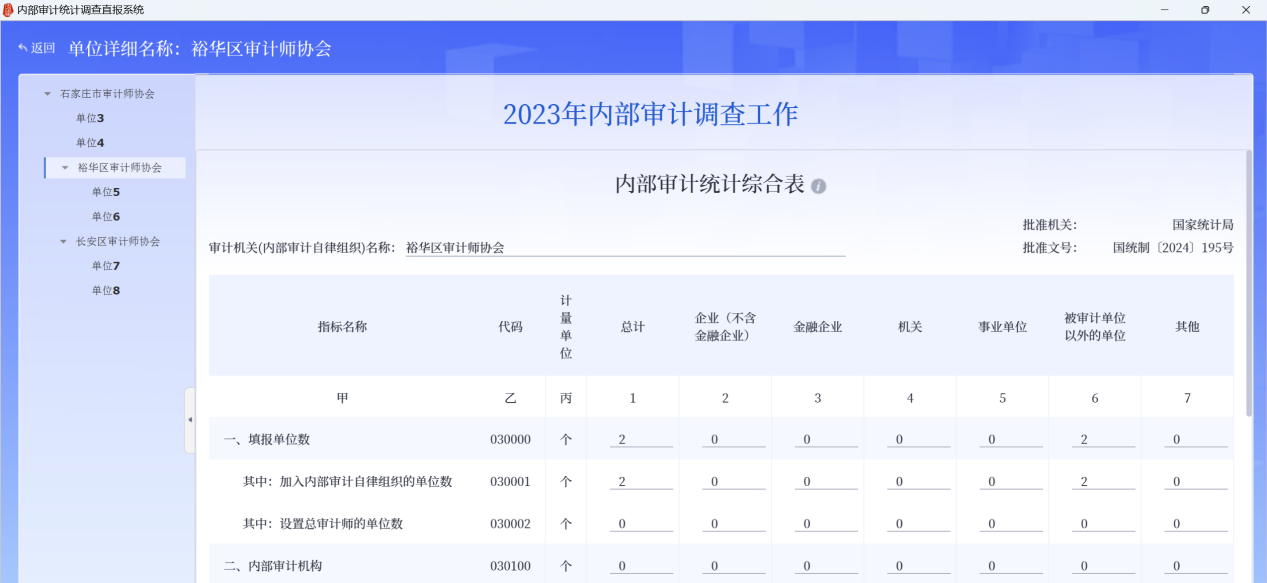 内部审计统计调查直报系统
返回 单位详细名称：裕华区审计师协会
石家庄市审计师协会
单位3
单位4
裕华区审计师协会
单位5
单位6
长安区审计师协会
单位7
单位8
2023年内部审计调查工作
内部审计统计综合表
批准机关： 国家统计局
审计机关(内部审计自律组织)名称： 裕华区审计师协会 批准文号： 国统制〔2024〕195号
指标名称 代码 计量单位 总计 企业（不含金融企业） 金融企业 机关 事业单位 被审计单位以外的单位 其他
甲 乙 丙 1 2 3 4 5 6 7
一、填报单位数 030000 个 2 0 0 0 0 2 0
其中：加入内部审计自律组织的单位数 030001 个 2 0 0 0 0 2 0
其中：设置总审计师的单位数 030002 个 0 0 0 0 0 0 0
二、内部审计机构 030100 个 0 0 0 0 0 0 0